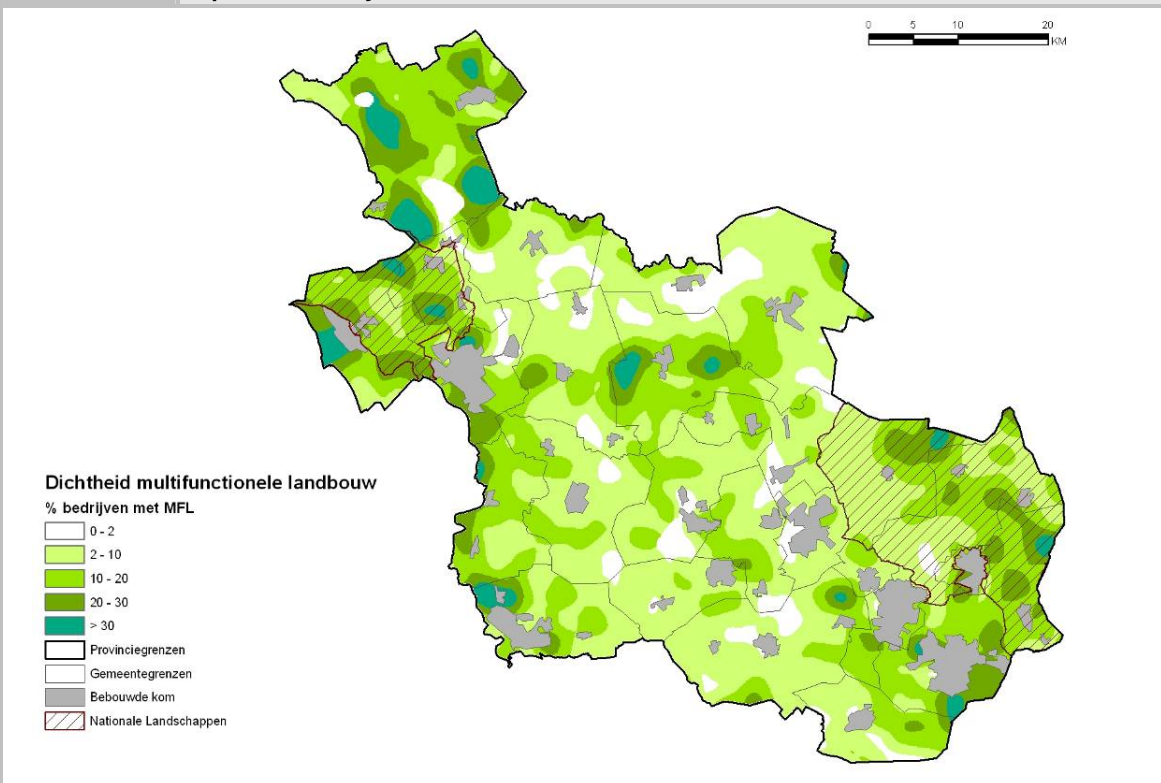 0 5 10 20
KM
Dichtheid multifunctionele landbouw
% bedrijven met MFL
0 - 2
2 - 10
10 - 20
20 - 30
> 30
Provinciegrenzen
Gemeentegrenzen
Bebouwde kom
Nationale Landschappen